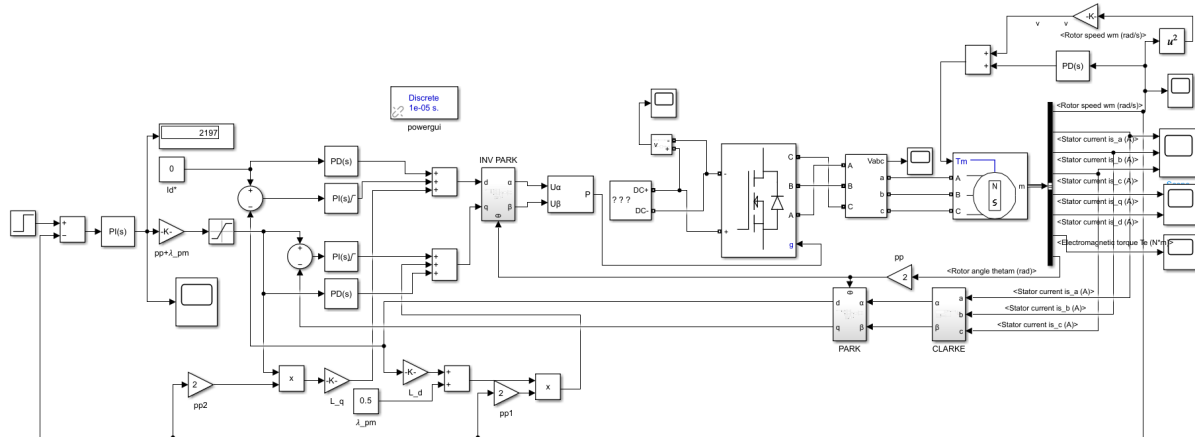 -K-
v
v
<Rotor speed wm (rad/s)>
u²
+
+
PD(s)
Discrete
1e-05 s.
powergui
<Rotor speed wm (rad/s)>
2197
0
Id*
PD(s)
PI(s)
+
+
+
INV PARK
d
q
α
β
θ
Uα
Uβ
P
v
+
-
? ? ?
DC+
DC-
-
+
C
B
A
g
A
B
C
Vabc
a
b
c
Tm
A
B
C
N
S
m
<Stator current is_a (A)>
<Stator current is_b (A)>
<Stator current is_c (A)>
<Stator current is_q (A)>
<Stator current is_d (A)>
<Electromagnetic torque Te (N*m)
<Rotor angle thetam (rad)>
+
−
PI(s)
-K-
pp+λ_pm
+
−
+
−
PI(s)
PD(s)
+
+
+
pp
2
<Stator current is_a (A)>
<Stator current is_b (A)>
<Stator current is_c (A)>
θ
d
q
α
β
PARK
α
β
a
b
c
CLARKE
2
pp2
x
-K-
L_q
-K-
L_d
0.5
λ_pm
+
+
2
pp1
x